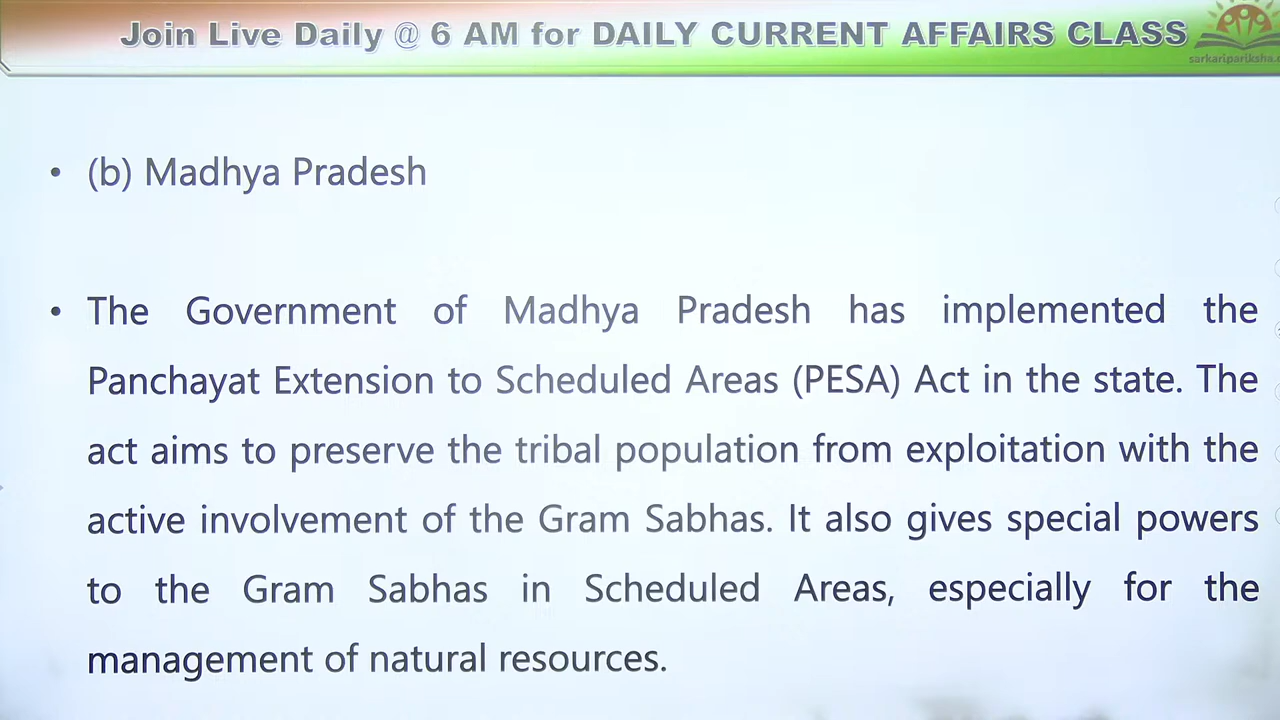 Join Live Daily @ 6 AM for DAILY CURRENT AFFAIRS CLASS
• (b) Madhya Pradesh
• The Government of Madhya Pradesh has implemented the
Panchayat Extension to Scheduled Areas (PESA) Act in the state. The
act aims to preserve the tribal population from exploitation with the
active involvement of the Gram Sabhas. It also gives special powers
to the Gram Sabhas in Scheduled Areas, especially for the
management of natural resources.